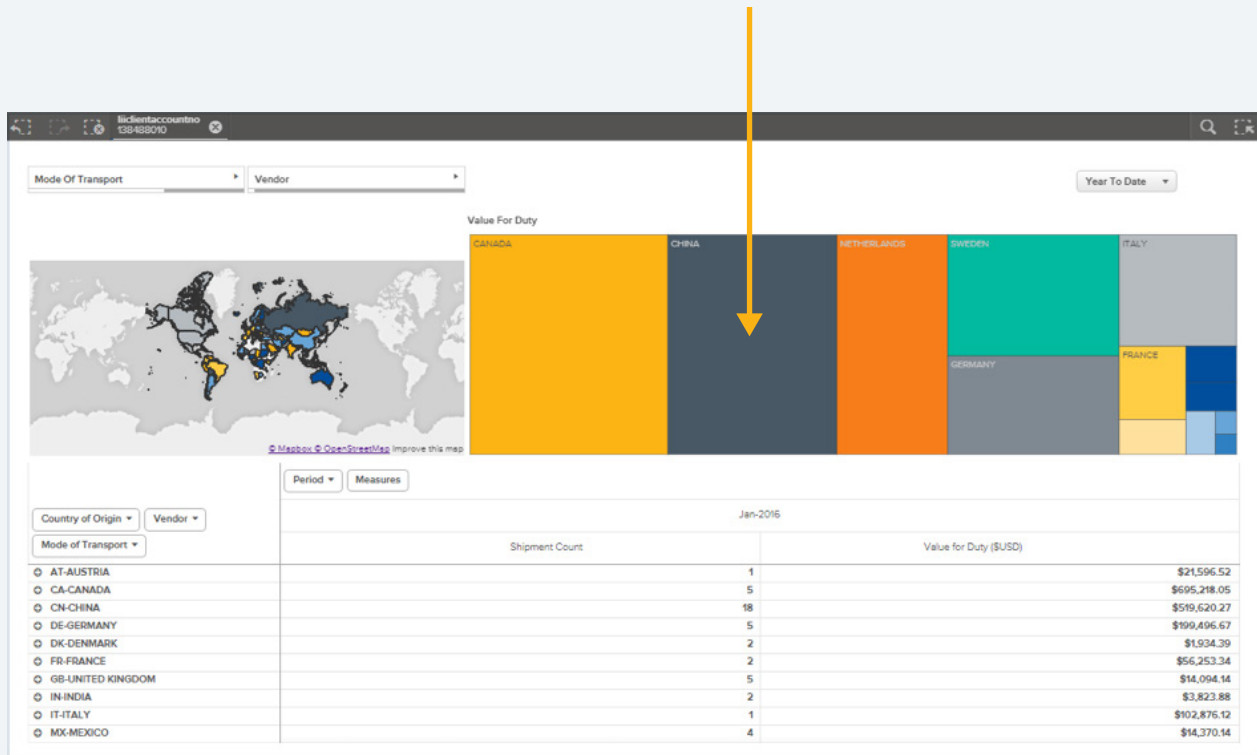 liiclientaccountno
138488010
Mode Of Transport
Vendor
Year To Date
Value For Duty
CANADA
CHINA
NETHERLANDS
SWEDEN
ITALY
GERMANY
FRANCE
© Mapbox © OpenStreetMap Improve this map
Period
Measures
Country of Origin
Vendor
Mode of Transport
Jan-2016
Shipment Count
Value for Duty ($USD)
AT-AUSTRIA 1 $21,596.52
CA-CANADA 5 $695,218.05
CN-CHINA 18 $519,620.27
DE-GERMANY 5 $199,496.67
DK-DENMARK 2 $1,934.39
FR-FRANCE 2 $56,253.34
GB-UNITED KINGDOM 5 $14,094.14
IN-INDIA 2 $3,823.88
IT-ITALY 1 $102,876.12
MX-MEXICO 4 $14,370.14